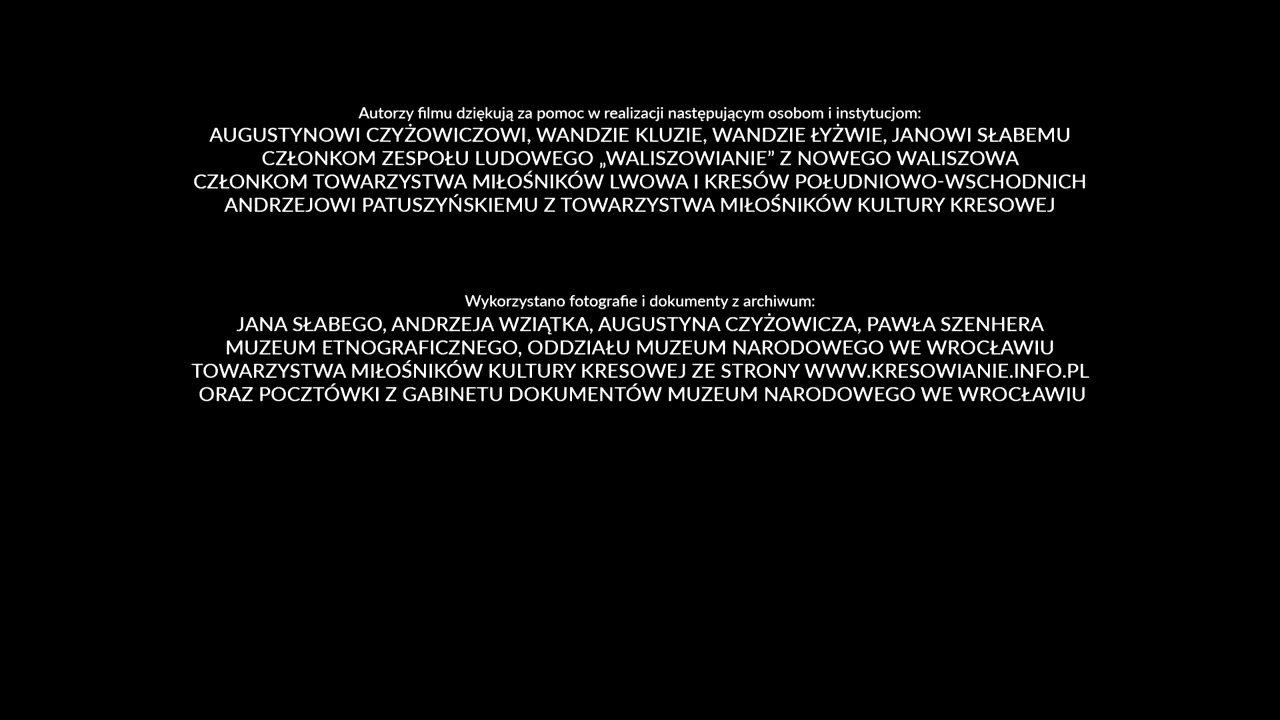 Autorzy filmu dziękują za pomoc w realizacji następującym osobom i instytucjom:
AUGUSTYNOWI CZYŻOWICZOWI, WANDZIE KLUZIE, WANDZIE ŁYŻWIE, JANOWI SŁABEMU
CZŁONKOM ZESPOŁU LUDOWEGO „WALISZOWIANIE” Z NOWEGO WALISZOWA
CZŁONKOM TOWARZYSTWA MIŁOŚNIKÓW LWOWA I KRESÓW POŁUDNIOWO-WSCHODNICH
ANDRZEJOWI PATUSZYŃSKIEMU Z TOWARZYSTWA MIŁOŚNIKÓW KULTURY KRESOWEJ
Wykorzystano fotografie i dokumenty z archiwum:
JANA SŁABEGO, ANDRZEJA WZIĄTKA, AUGUSTYNA CZYŻOWICZA, PAWŁA SZENHERA
MUZEUM ETNOGRAFICZNEGO, ODDZIAŁU MUZEUM NARODOWEGO WE WROCŁAWIU
TOWARZYSTWA MIŁOŚNIKÓW KULTURY KRESOWEJ ZE STRONY WWW.KRESOWIANIE.INFO.PL
ORAZ POCZTÓWKI Z GABINETU DOKUMENTÓW MUZEUM NARODOWEGO WE WROCŁAWIU